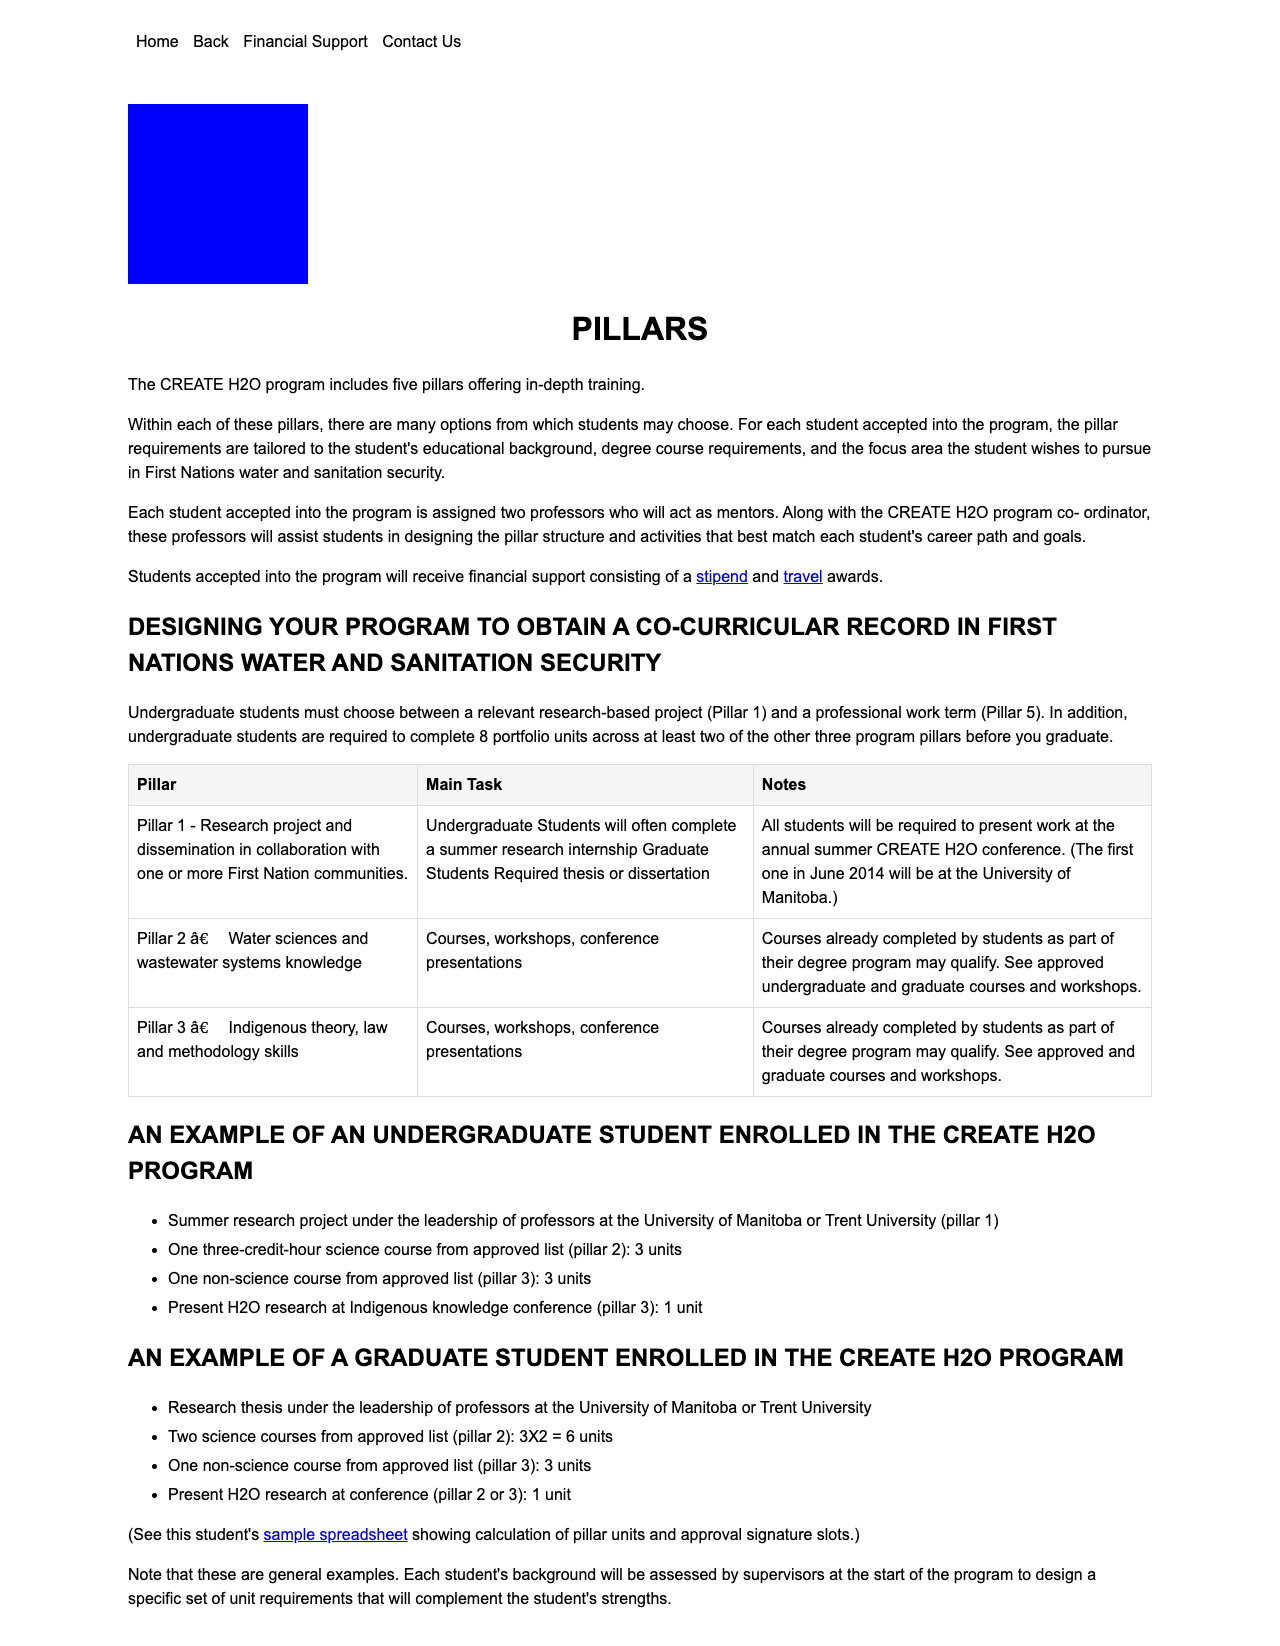 Home Back Financial Support Contact Us
PILLARS
The CREATE H2O program includes five pillars offering in-depth training.
Within each of these pillars, there are many options from which students may choose. For each student accepted into the program, the pillar
requirements are tailored to the student's educational background, degree course requirements, and the focus area the student wishes to pursue
in First Nations water and sanitation security.
Each student accepted into the program is assigned two professors who will act as mentors. Along with the CREATE H2O program co- ordinator,
these professors will assist students in designing the pillar structure and activities that best match each student's career path and goals.
Students accepted into the program will receive financial support consisting of a stipend and travel awards.
DESIGNING YOUR PROGRAM TO OBTAIN A CO-CURRICULAR RECORD IN FIRST
NATIONS WATER AND SANITATION SECURITY
Undergraduate students must choose between a relevant research-based project (Pillar 1) and a professional work term (Pillar 5). In addition,
undergraduate students are required to complete 8 portfolio units across at least two of the other three program pillars before you graduate.
Pillar Main Task Notes
Pillar 1 - Research project and
dissemination in collaboration with
one or more First Nation communities.
Undergraduate Students will often complete
a summer research internship Graduate
Students Required thesis or dissertation
All students will be required to present work at the
annual summer CREATE H2O conference. (The first
one in June 2014 will be at the University of
Manitoba.)
Pillar 2 â€ Water sciences and
wastewater systems knowledge
Courses, workshops, conference
presentations
Courses already completed by students as part of
their degree program may qualify. See approved
undergraduate and graduate courses and workshops.
Pillar 3 â€ Indigenous theory, law
and methodology skills
Courses, workshops, conference
presentations
Courses already completed by students as part of
their degree program may qualify. See approved and
graduate courses and workshops.
AN EXAMPLE OF AN UNDERGRADUATE STUDENT ENROLLED IN THE CREATE H2O
PROGRAM
• Summer research project under the leadership of professors at the University of Manitoba or Trent University (pillar 1)
• One three-credit-hour science course from approved list (pillar 2): 3 units
• One non-science course from approved list (pillar 3): 3 units
• Present H2O research at Indigenous knowledge conference (pillar 3): 1 unit
AN EXAMPLE OF A GRADUATE STUDENT ENROLLED IN THE CREATE H2O PROGRAM
• Research thesis under the leadership of professors at the University of Manitoba or Trent University
• Two science courses from approved list (pillar 2): 3X2 = 6 units
• One non-science course from approved list (pillar 3): 3 units
• Present H2O research at conference (pillar 2 or 3): 1 unit
(See this student's sample spreadsheet showing calculation of pillar units and approval signature slots.)
Note that these are general examples. Each student's background will be assessed by supervisors at the start of the program to design a
specific set of unit requirements that will complement the student's strengths.